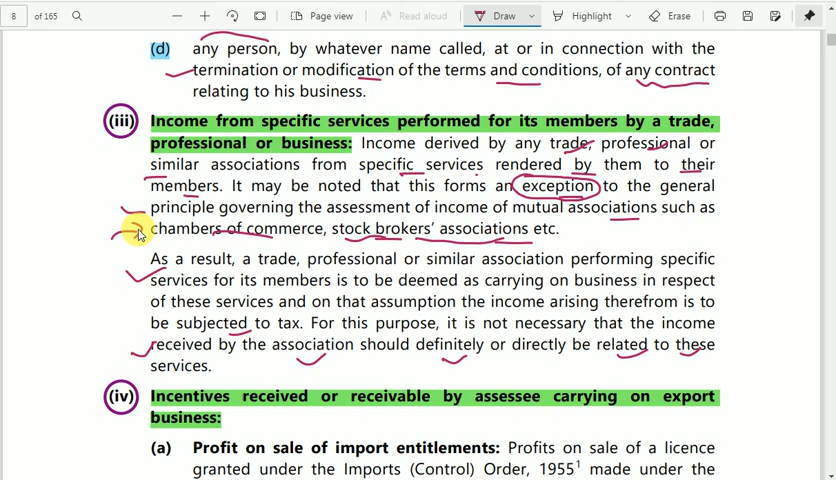 8 of 165 Page view Read aloud Draw Highlight Erase
(d) any person, by whatever name called, at or in connection with the
termination or modification of the terms and conditions, of any contract
relating to his business.
(iii) Income from specific services performed for its members by a trade,
professional or business: Income derived by any trade, professional or
similar associations from specific services rendered by them to their
members. It may be noted that this forms an exception to the general
principle governing the assessment of income of mutual associations such as
chambers of commerce, stock brokers' associations etc.
As a result, a trade, professional or similar association performing specific
services for its members is to be deemed as carrying on business in respect
of these services and on that assumption the income arising therefrom is to
be subjected to tax. For this purpose, it is not necessary that the income
received by the association should definitely or directly be related to these
services.
(iv) Incentives received or receivable by assessee carrying on export
business:
(a) Profit on sale of import entitlements: Profits on sale of a licence
granted under the Imports (Control) Order, 1955¹ made under the